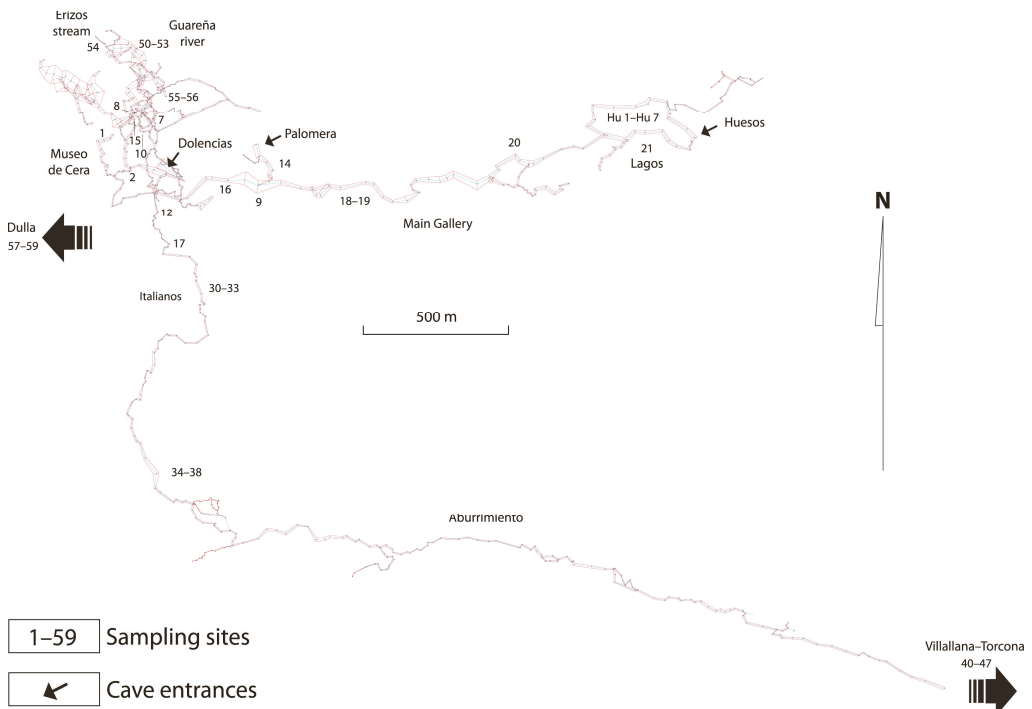 Erizos
stream
Guareña
river
54
50–53
55–56
8
7
1
15
10
Museo
de Cera
2
Dolencias
Palomera
14
16
9
12
18–19
Main Gallery
20
Hu 1–Hu 7
Huesos
21
Lagos
Dulla
57–59
17
Italianos
30–33
500 m
N
34–38
Aburrimiento
1–59
Sampling sites
Cave entrances
Villallana–Torcona
40–47